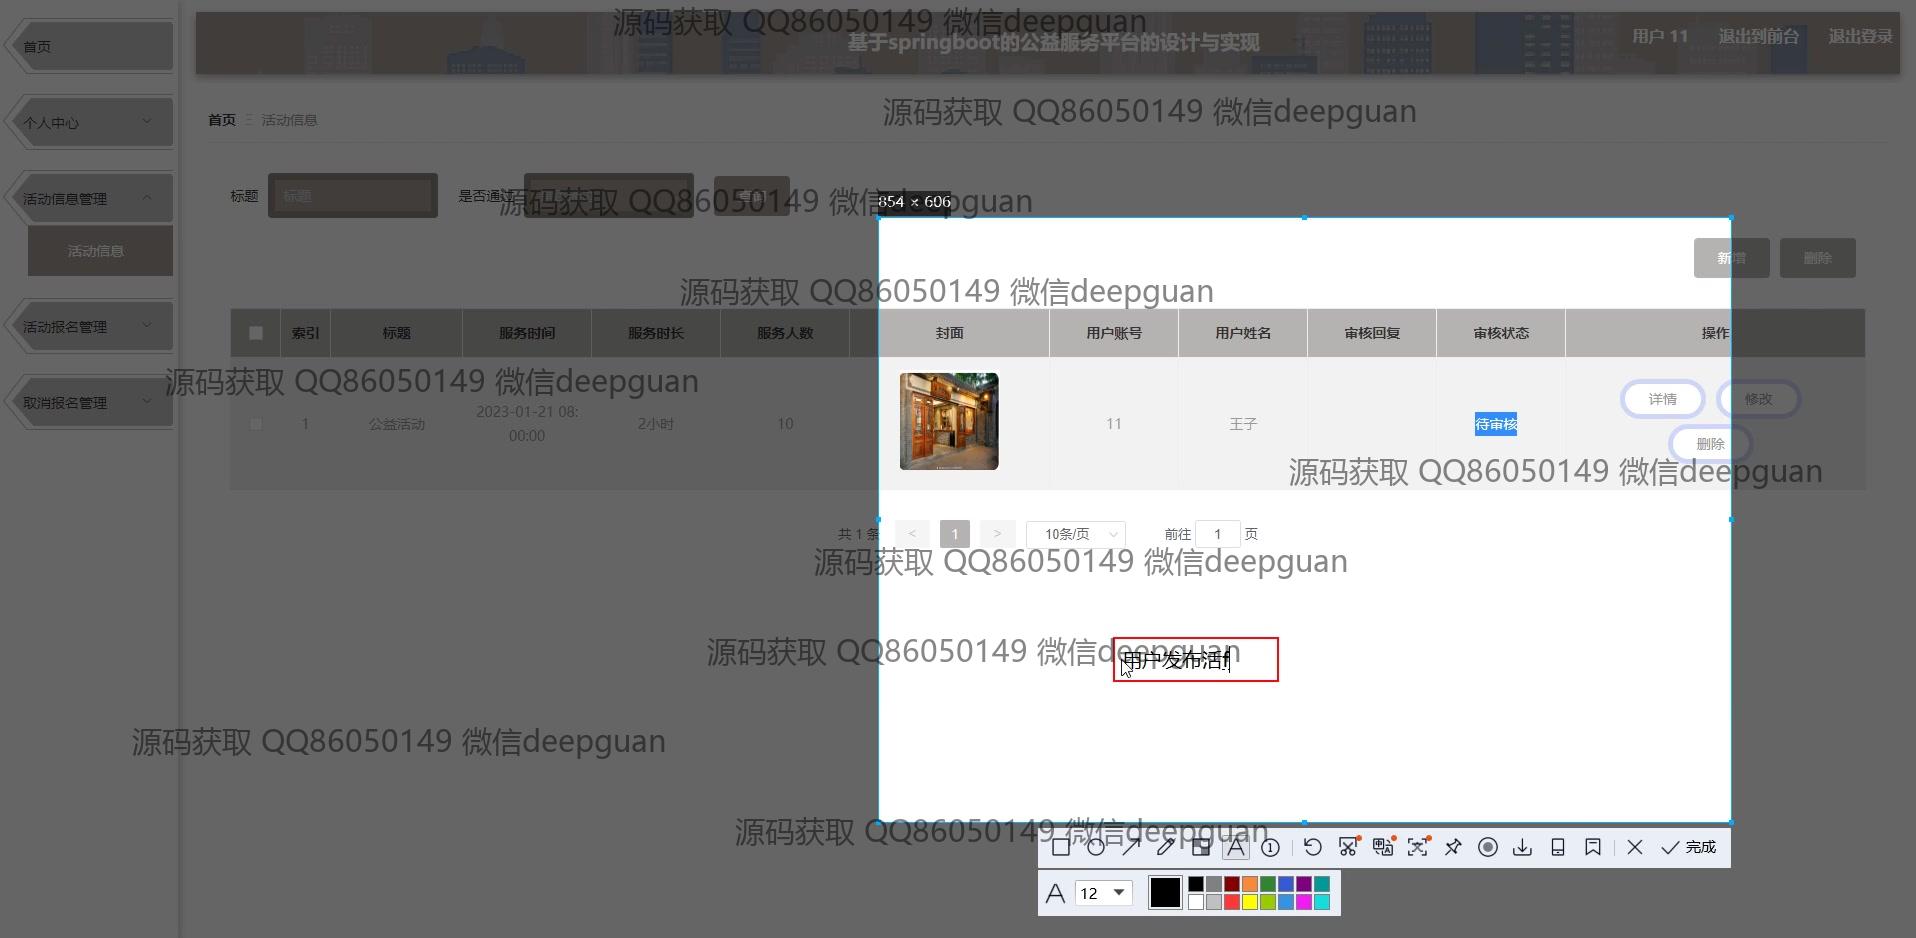 源码获取 QQ86050149 微信deepguan
首页
基于springboot的公益服务平台的设计与实现
用户 11
退出到前台
退出登录
个人中心
首页
活动信息
源码获取 QQ86050149 微信deepguan
活动信息管理
标题
标题
是否通过
源码获取 QQ86050149 微信deepguan
854 × 606
活动信息
新增
删除
源码获取 QQ86050149 微信deepguan
活动报名管理
索引
标题
服务时间
服务时长
服务人数
封面
用户账号
用户姓名
审核回复
审核状态
操作
取消报名管理
源码获取 QQ86050149 微信deepguan
1
公益活动
2023-01-21 08:
00:00
2小时
10
11
王子
待审核
详情
修改
删除
源码获取 QQ86050149 微信deepguan
共 1 条
<
1
>
10条/页
前往
1
页
源码获取 QQ86050149 微信deepguan
源码获取 QQ86050149 微信deepguan
用户发布活f
源码获取 QQ86050149 微信deepguan
源码获取 QQ86050149 微信deepguan
完成
12